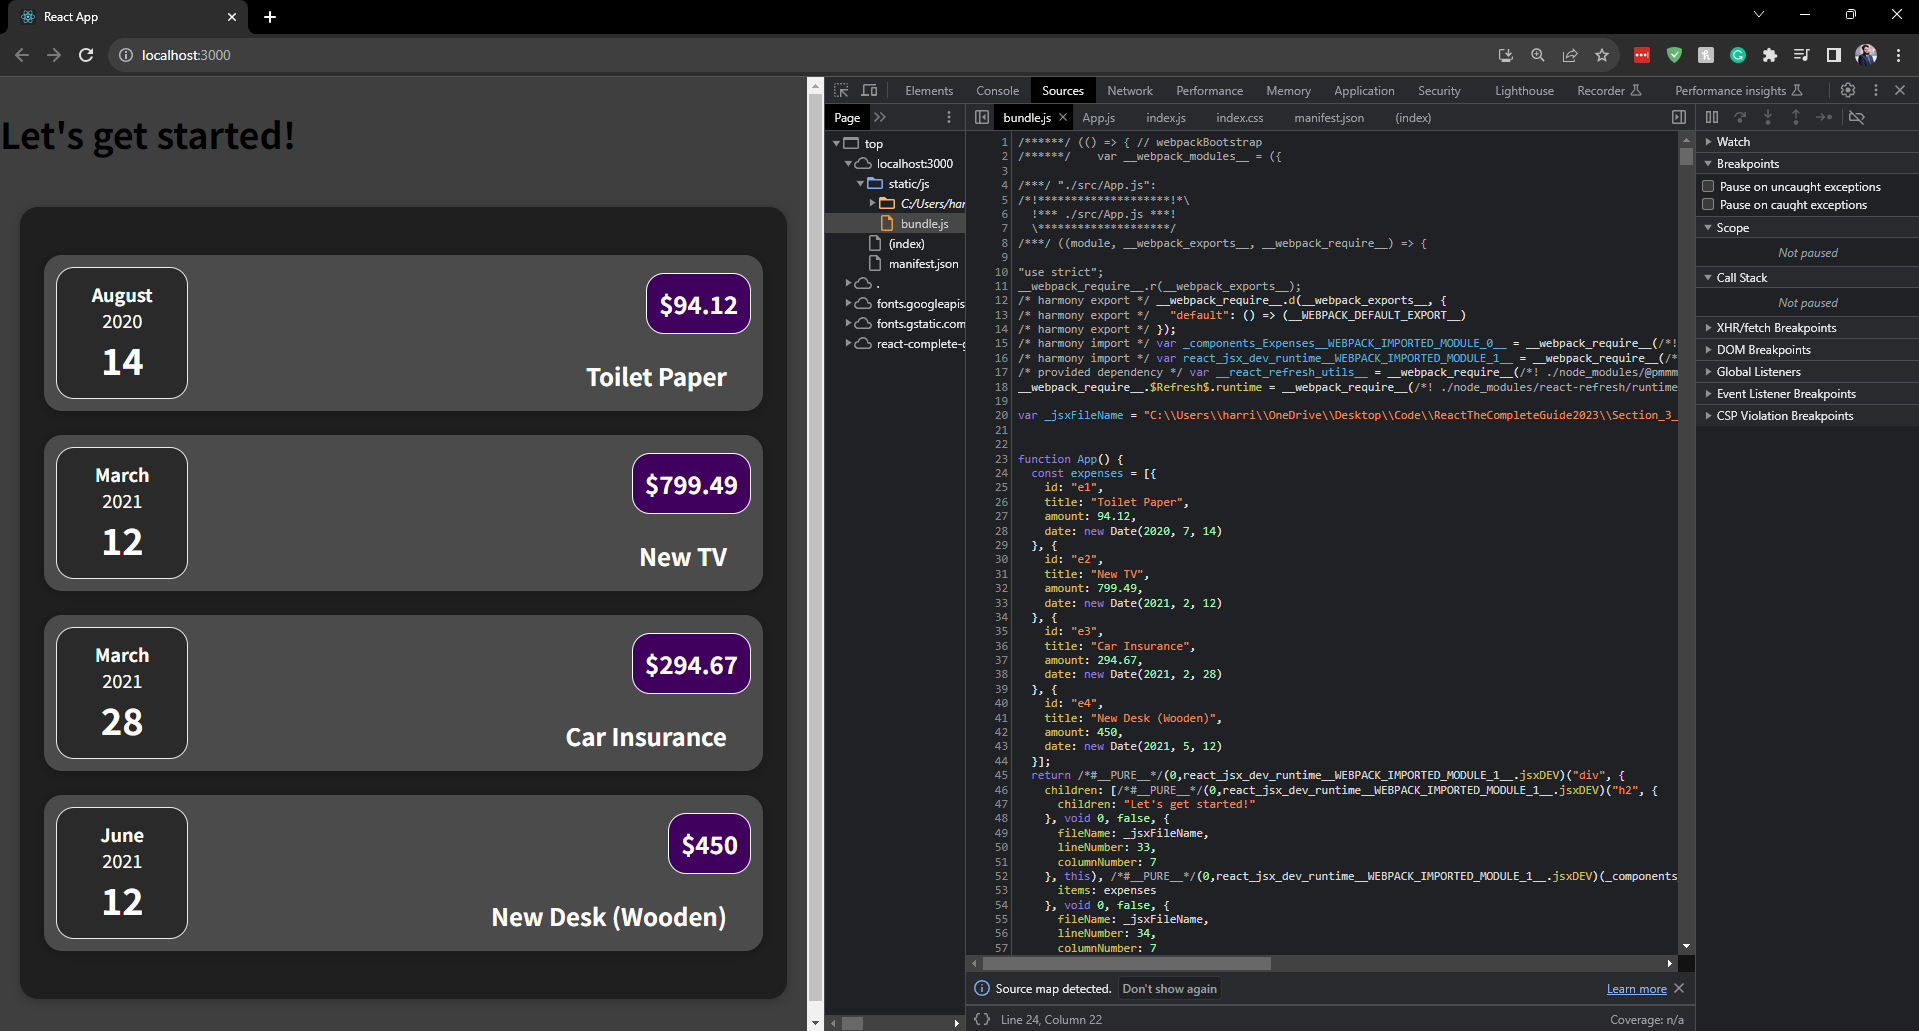 React App
localhost:3000
Let's get started!
August
2020
14
$94.12
Toilet Paper
March
2021
12
$799.49
New TV
March
2021
28
$294.67
Car Insurance
June
2021
12
$450
New Desk (Wooden)
Elements Console Sources Network Performance Memory Application Security Lighthouse Recorder Performance insights
Page
top
localhost:3000
static/js
C:/Users/har
bundle.js
(index)
manifest.json
.
fonts.googleapis
fonts.gstatic.com
react-complete-g
bundle.js App.js index.js index.css manifest.json (index)
1 /******/ (() => { // webpackBootstrap
2 /******/    var __webpack_modules__ = ({
3
4 /***/ "./src/App.js":
5 /*!********************!*\
6   !*** ./src/App.js ***!
7   \********************/
8 /***/ ((module, __webpack_exports__, __webpack_require__) => {
9
10 "use strict";
11 __webpack_require__.r(__webpack_exports__);
12 /* harmony export */ __webpack_require__.d(__webpack_exports__, {
13 /* harmony export */   "default": () => (__WEBPACK_DEFAULT_EXPORT__)
14 /* harmony export */ });
15 /* harmony import */ var _components_Expenses__WEBPACK_IMPORTED_MODULE_0__ = __webpack_require__(/*!
16 /* harmony import */ var react_jsx_dev_runtime__WEBPACK_IMPORTED_MODULE_1__ = __webpack_require__(/*
17 /* provided dependency */ var __react_refresh_utils__ = __webpack_require__(/*! ./node_modules/@pmmm
18 __webpack_require__.$Refresh$.runtime = __webpack_require__(/*! ./node_modules/react-refresh/runtime
19
20 var _jsxFileName = "C:\\Users\\harri\\OneDrive\\Desktop\\Code\\ReactTheCompleteGuide2023\\Section_3_
21
22
23 function App() {
24   const expenses = [{
25     id: "e1",
26     title: "Toilet Paper",
27     amount: 94.12,
28     date: new Date(2020, 7, 14)
29   }, {
30     id: "e2",
31     title: "New TV",
32     amount: 799.49,
33     date: new Date(2021, 2, 12)
34   }, {
35     id: "e3",
36     title: "Car Insurance",
37     amount: 294.67,
38     date: new Date(2021, 2, 28)
39   }, {
40     id: "e4",
41     title: "New Desk (Wooden)",
42     amount: 450,
43     date: new Date(2021, 5, 12)
44   }];
45   return /*#__PURE__*/(0,react_jsx_dev_runtime__WEBPACK_IMPORTED_MODULE_1__.jsxDEV)("div", {
46     children: [/*#__PURE__*/(0,react_jsx_dev_runtime__WEBPACK_IMPORTED_MODULE_1__.jsxDEV)("h2", {
47       children: "Let's get started!"
48     }, void 0, false, {
49       fileName: _jsxFileName,
50       lineNumber: 33,
51       columnNumber: 7
52     }, this), /*#__PURE__*/(0,react_jsx_dev_runtime__WEBPACK_IMPORTED_MODULE_1__.jsxDEV)(_components
53       items: expenses
54     }, void 0, false, {
55       fileName: _jsxFileName,
56       lineNumber: 34,
57       columnNumber: 7
Source map detected. Don't show again Learn more
{} Line 24, Column 22 Coverage: n/a
Watch
Breakpoints
Pause on uncaught exceptions
Pause on caught exceptions
Scope
Not paused
Call Stack
Not paused
XHR/fetch Breakpoints
DOM Breakpoints
Global Listeners
Event Listener Breakpoints
CSP Violation Breakpoints